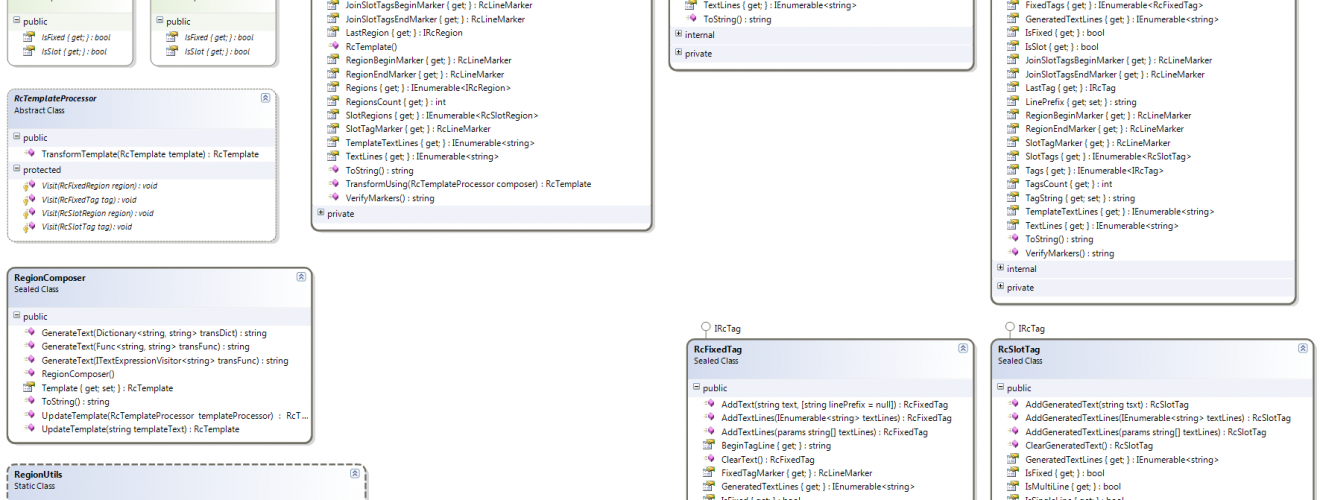 public
IsFixed { get; } : bool
IsSlot { get; } : bool
public
IsFixed { get; } : bool
IsSlot { get; } : bool
RcTemplateProcessor
Abstract Class
public
TransformTemplate(RcTemplate template) : RcTemplate
protected
Visit(RcFixedRegion region) : void
Visit(RcFixedTag tag) : void
Visit(RcSlotRegion region) : void
Visit(RcSlotTag tag) : void
RegionComposer
Sealed Class
public
GenerateText(Dictionary<string, string> transDict) : string
GenerateText(Func<string, string> transFunc) : string
GenerateText(ITextExpressionVisitor<string> transFunc) : string
RegionComposer()
Template { get; set; } : RcTemplate
ToString() : string
UpdateTemplate(RcTemplateProcessor templateProcessor) : RcT...
UpdateTemplate(string templateText) : RcTemplate
RegionUtils
Static Class
JoinSlotTagsBeginMarker { get; } : RcLineMarker
JoinSlotTagsEndMarker { get; } : RcLineMarker
LastRegion { get; } : IRcRegion
RcTemplate()
RegionBeginMarker { get; } : RcLineMarker
RegionEndMarker { get; } : RcLineMarker
Regions { get; } : IEnumerable<IRcRegion>
RegionsCount { get; } : int
SlotRegions { get; } : IEnumerable<RcSlotRegion>
SlotTagMarker { get; } : RcLineMarker
TemplateTextLines { get; } : IEnumerable<string>
TextLines { get; } : IEnumerable<string>
ToString() : string
TransformUsing(RcTemplateProcessor composer) : RcTemplate
VerifyMarkers() : string
private
TextLines { get; } : IEnumerable<string>
ToString() : string
internal
private
FixedTags { get; } : IEnumerable<RcFixedTag>
GeneratedTextLines { get; } : IEnumerable<string>
IsFixed { get; } : bool
IsSlot { get; } : bool
JoinSlotTagsBeginMarker { get; } : RcLineMarker
JoinSlotTagsEndMarker { get; } : RcLineMarker
LastTag { get; } : IRcTag
LinePrefix { get; set; } : string
RegionBeginMarker { get; } : RcLineMarker
RegionEndMarker { get; } : RcLineMarker
SlotTagMarker { get; } : RcLineMarker
SlotTags { get; } : IEnumerable<RcSlotTag>
Tags { get; } : IEnumerable<IRcTag>
TagsCount { get; } : int
TagString { get; set; } : string
TemplateTextLines { get; } : IEnumerable<string>
TextLines { get; } : IEnumerable<string>
ToString() : string
VerifyMarkers() : string
internal
private
IRcTag
RcFixedTag
Sealed Class
public
AddText(string text, [string linePrefix = null]) : RcFixedTag
AddTextLines(IEnumerable<string> textLines) : RcFixedTag
AddTextLines(params string[] textLines) : RcFixedTag
BeginTagLine { get; } : string
ClearText() : RcFixedTag
FixedTagMarker { get; } : RcLineMarker
GeneratedTextLines { get; } : IEnumerable<string>
IsFixed { get; } : bool
IRcTag
RcSlotTag
Sealed Class
public
AddGeneratedText(string tsxt) : RcSlotTag
AddGeneratedTextLines(IEnumerable<string> textLines) : RcSlotTag
AddGeneratedTextLines(params string[] textLines) : RcSlotTag
ClearGeneratedText() : RcSlotTag
GeneratedTextLines { get; } : IEnumerable<string>
IsFixed { get; } : bool
IsMultiLine { get; } : bool
IsSingleLine { get; } : bool